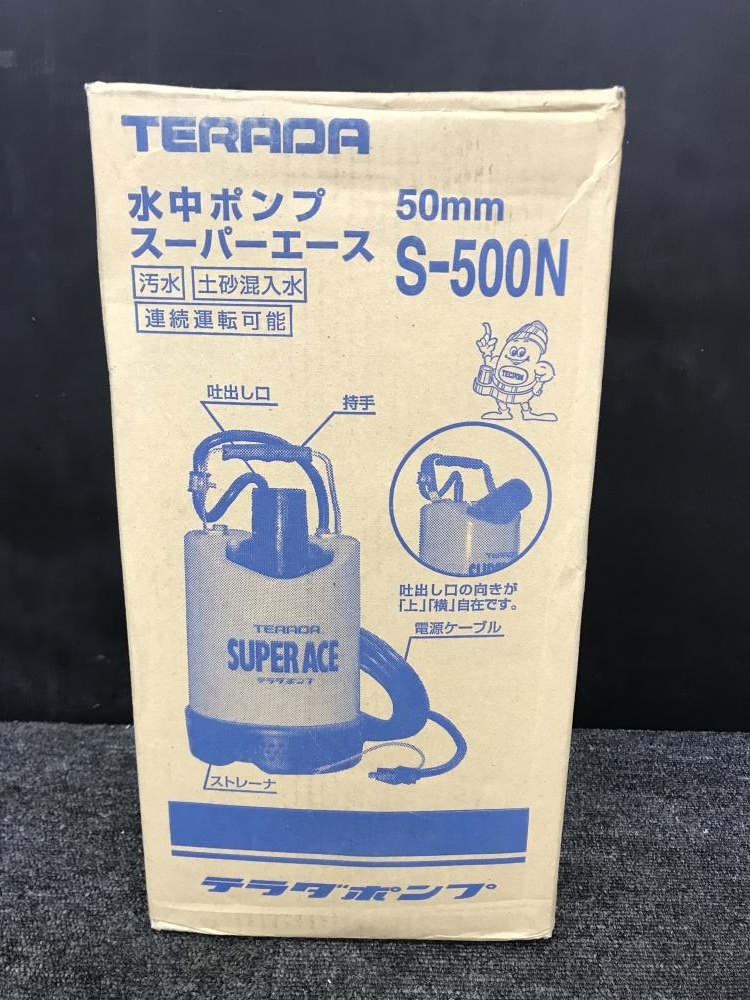 TERADA
水中ポンプ 50mm
スーパーエース S-500N
汚水 土砂混入水
連続運転可能
TECPON
吐出し口
持手
TERADA
SUPER
吐出し口の向きが
「上」「横」自在です。
電源ケーブル
TERADA
SUPER ACE
テラダポンプ
ストレーナ
テラダポンプ